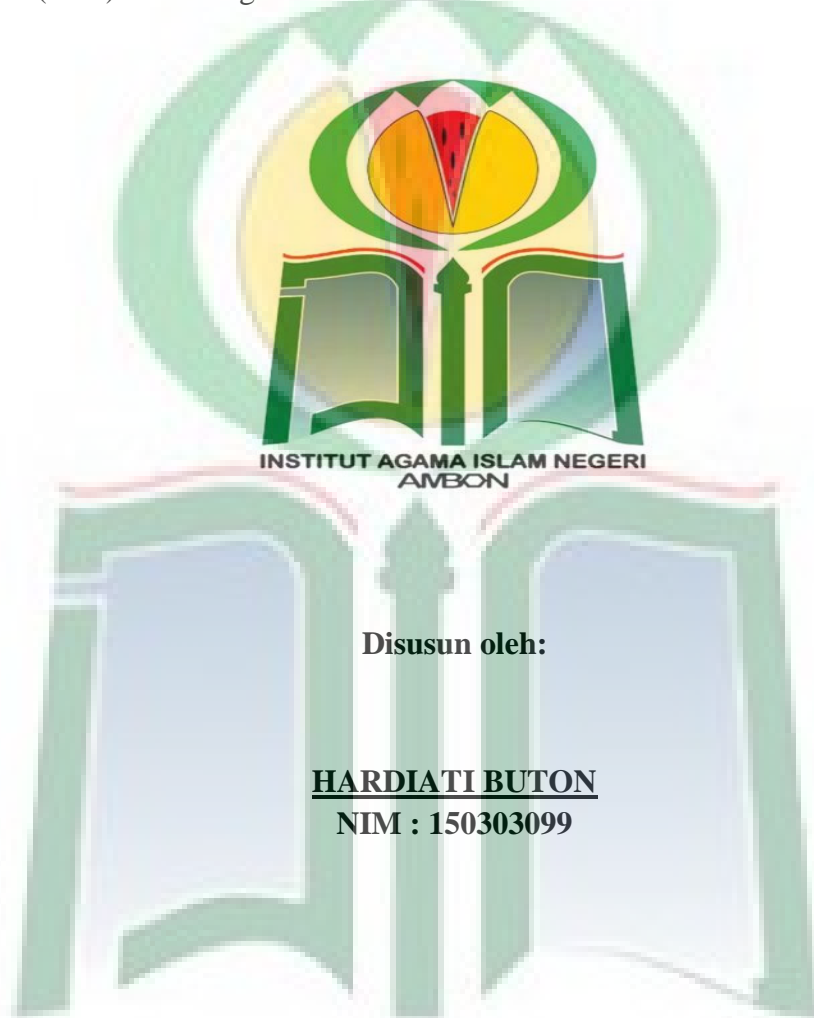 INSTITUT AGAMA ISLAM NEGERI
AMBON
Disusun oleh:
HARDIATI BUTON
NIM : 150303099